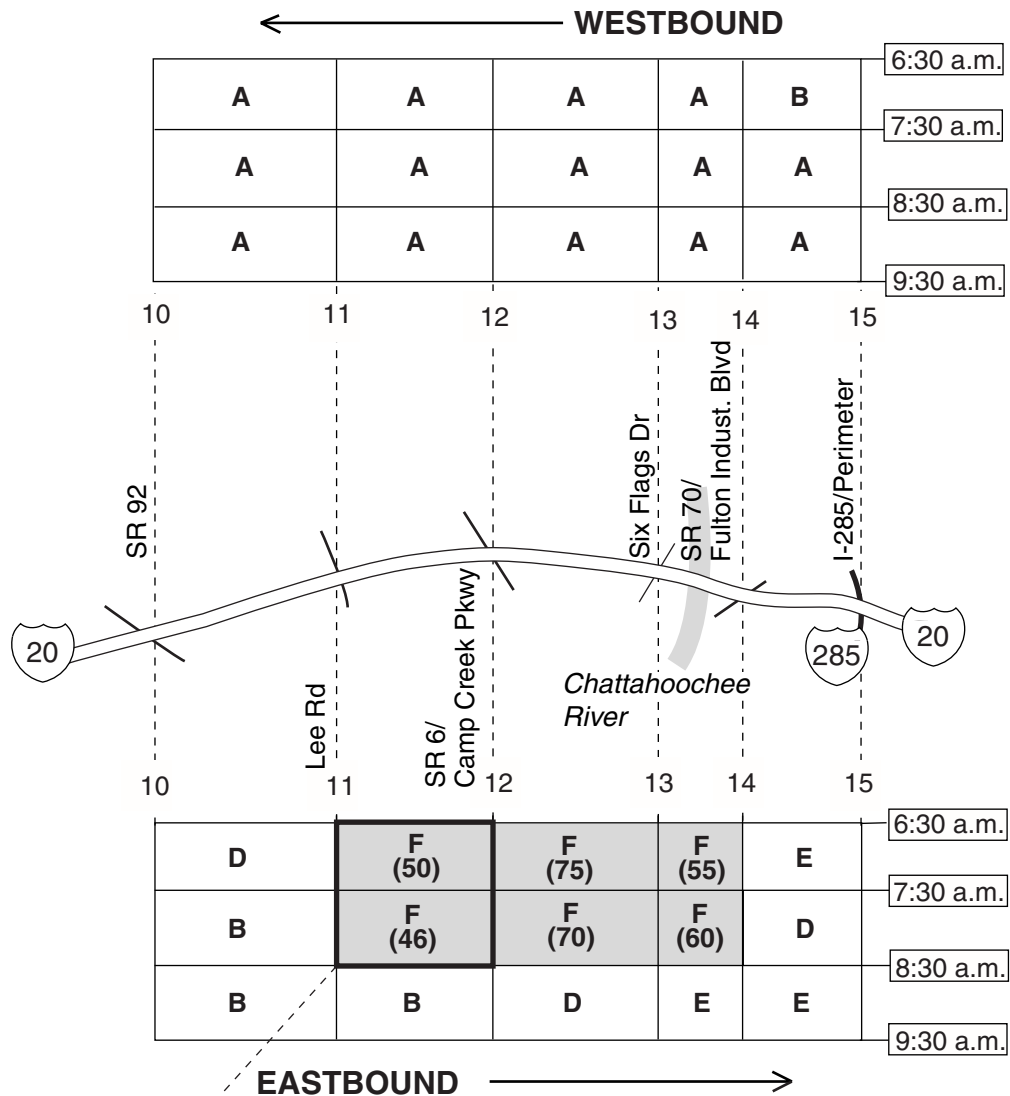 WESTBOUND
6:30 a.m.
A A A A B
7:30 a.m.
A A A A A
8:30 a.m.
A A A A A
9:30 a.m.
10 11 12 13 14 15
SR 92
Six Flags Dr
SR 70/
Fulton Indust. Blvd
I-285/Perimeter
20
285
20
Chattahoochee
River
Lee Rd
SR 6/
Camp Creek Pkwy
10 11 12 13 14 15
6:30 a.m.
D F F F E
(50) (75) (55)
7:30 a.m.
B F F F D
(46) (70) (60)
8:30 a.m.
B B D E E
9:30 a.m.
EASTBOUND